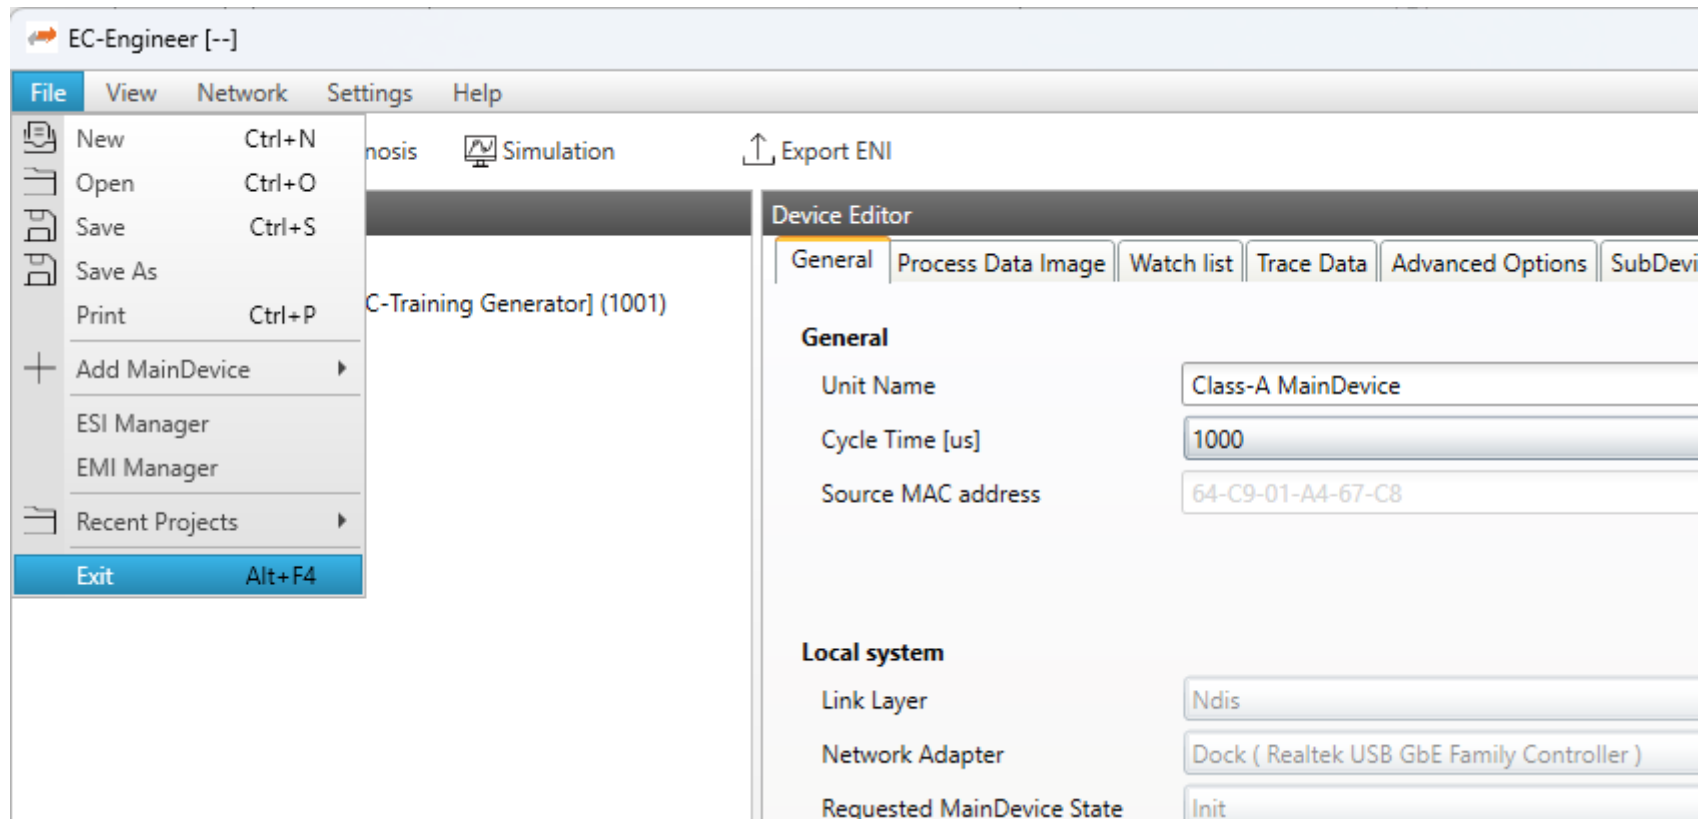 EC-Engineer [--]
File View Network Settings Help
New Ctrl+N
Open Ctrl+O
Save Ctrl+S
Save As
Print Ctrl+P
Add MainDevice
ESI Manager
EMI Manager
Recent Projects
Exit Alt+F4
nosis Simulation Export ENI
C-Training Generator] (1001)
Device Editor
General Process Data Image Watch list Trace Data Advanced Options SubDevi
General
Unit Name Class-A MainDevice
Cycle Time [us] 1000
Source MAC address 64-C9-01-A4-67-C8
Local system
Link Layer Ndis
Network Adapter Dock ( Realtek USB GbE Family Controller )
Requested MainDevice State Init